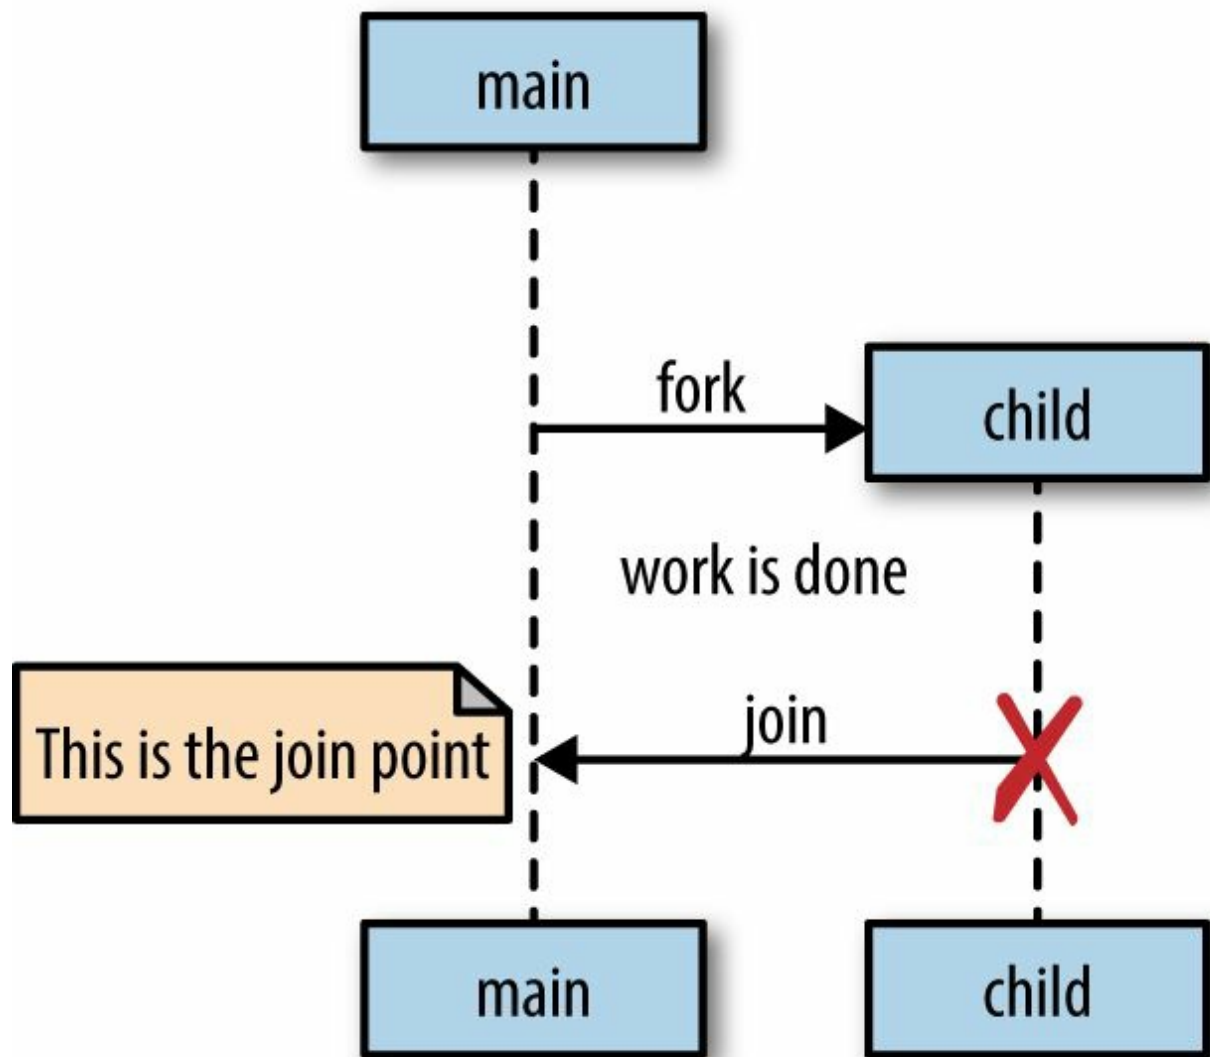 main
fork
child
work is done
join
This is the join point
main
child